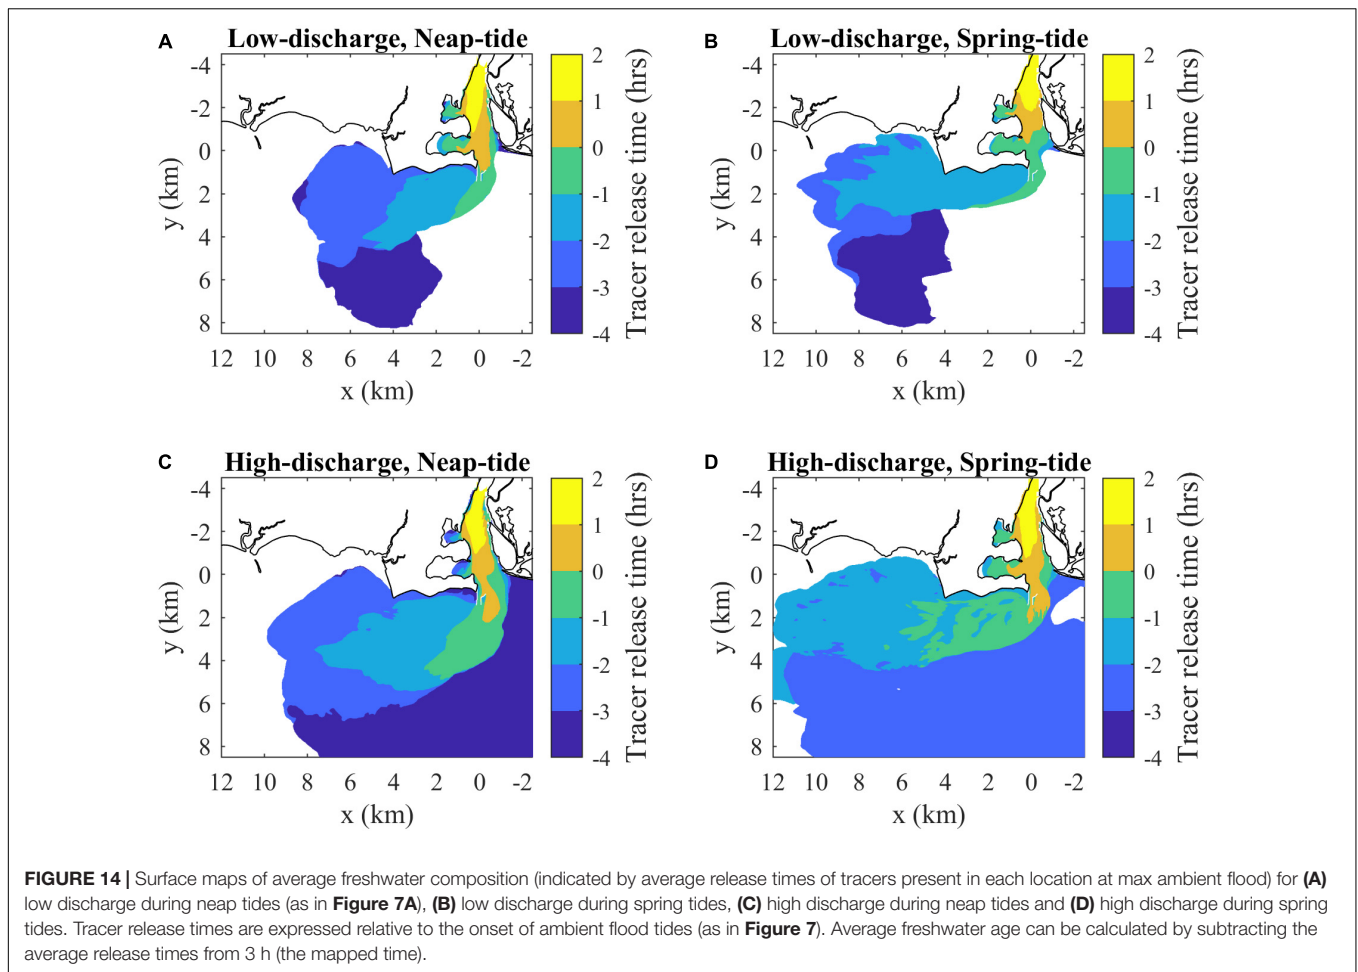 A Low-discharge, Neap-tide
-4
-2
0
2
4
6
8
y (km)
12 10 8 6 4 2 0 -2
x (km)
2
1
0
-1
-2
-3
-4
Tracer release time (hrs)
B Low-discharge, Spring-tide
-4
-2
0
2
4
6
8
y (km)
12 10 8 6 4 2 0 -2
x (km)
2
1
0
-1
-2
-3
-4
Tracer release time (hrs)
C High-discharge, Neap-tide
-4
-2
0
2
4
6
8
y (km)
12 10 8 6 4 2 0 -2
x (km)
2
1
0
-1
-2
-3
-4
Tracer release time (hrs)
D High-discharge, Spring-tide
-4
-2
0
2
4
6
8
y (km)
12 10 8 6 4 2 0 -2
x (km)
2
1
0
-1
-2
-3
-4
Tracer release time (hrs)
FIGURE 14 | Surface maps of average freshwater composition (indicated by average release times of tracers present in each location at max ambient flood) for (A)
low discharge during neap tides (as in Figure 7A), (B) low discharge during spring tides, (C) high discharge during neap tides and (D) high discharge during spring
tides. Tracer release times are expressed relative to the onset of ambient flood tides (as in Figure 7). Average freshwater age can be calculated by subtracting the
average release times from 3 h (the mapped time).